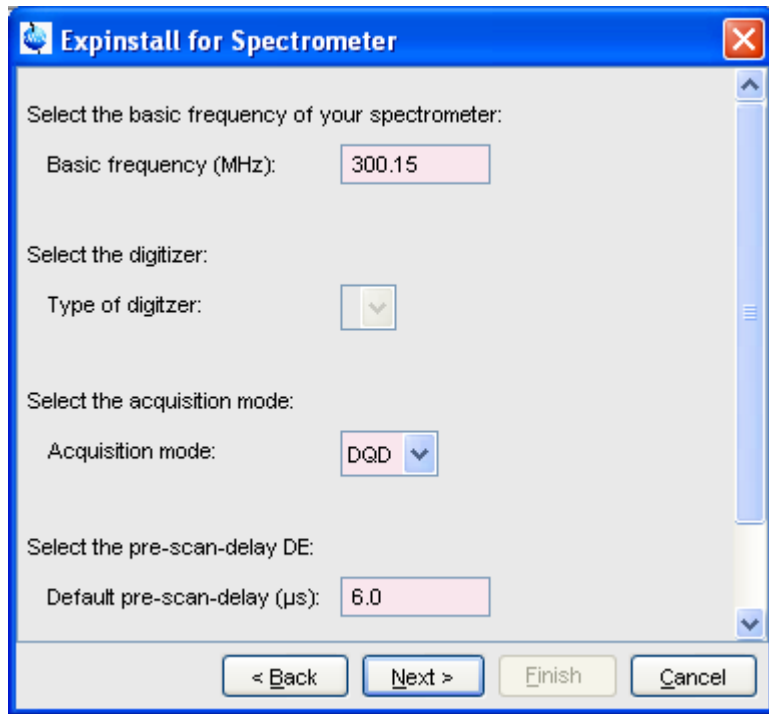 Expinstall for Spectrometer
Select the basic frequency of your spectrometer:
Basic frequency (MHz): 300.15
Select the digitizer:
Type of digitzer:
Select the acquisition mode:
Acquisition mode: DQD
Select the pre-scan-delay DE:
Default pre-scan-delay (µs): 6.0
< Back Next > Finish Cancel